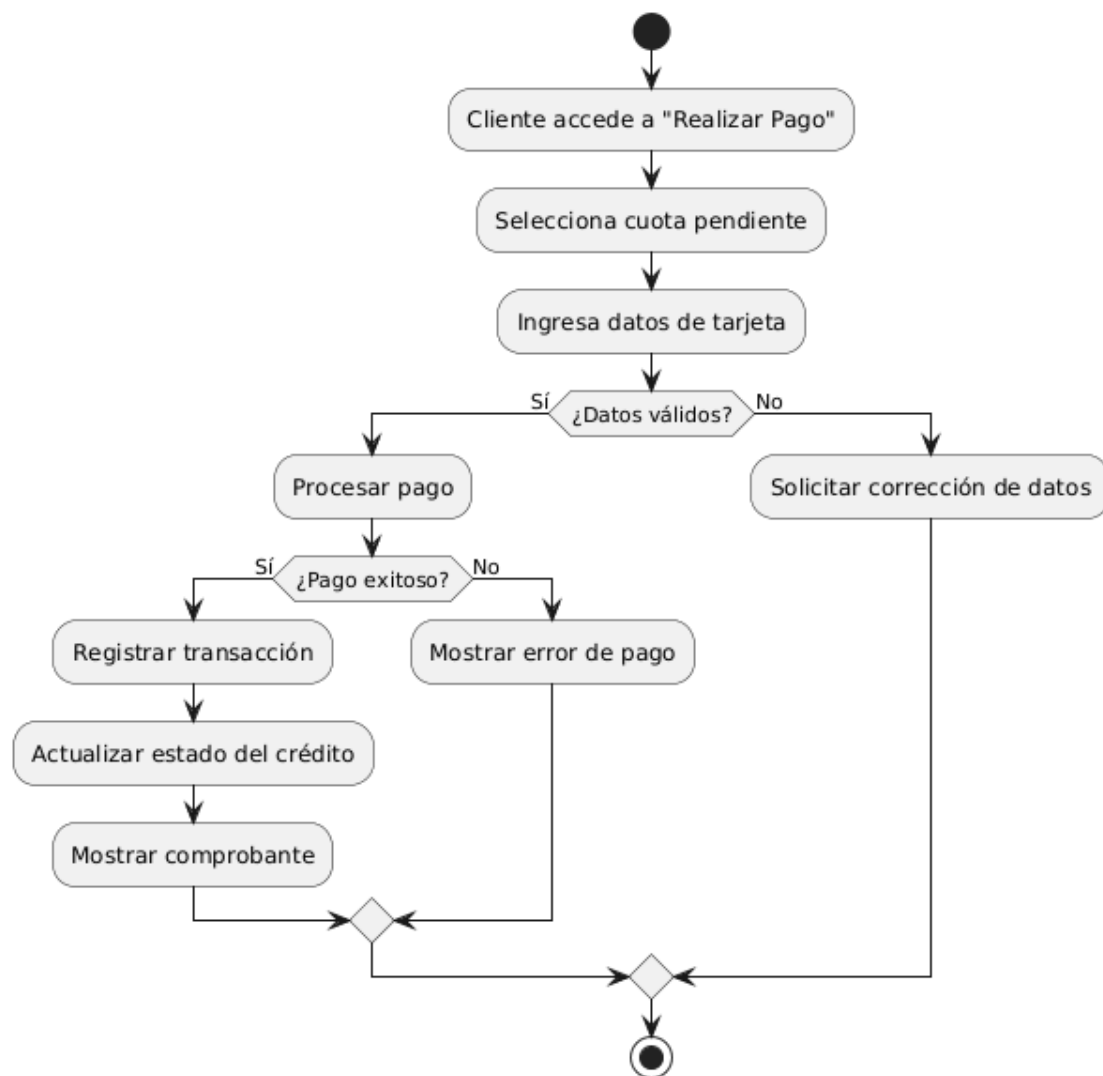 Cliente accede a "Realizar Pago"
Selecciona cuota pendiente
Ingresa datos de tarjeta
Sí
¿Datos válidos?
No
Procesar pago
Solicitar corrección de datos
Sí
¿Pago exitoso?
No
Registrar transacción
Mostrar error de pago
Actualizar estado del crédito
Mostrar comprobante